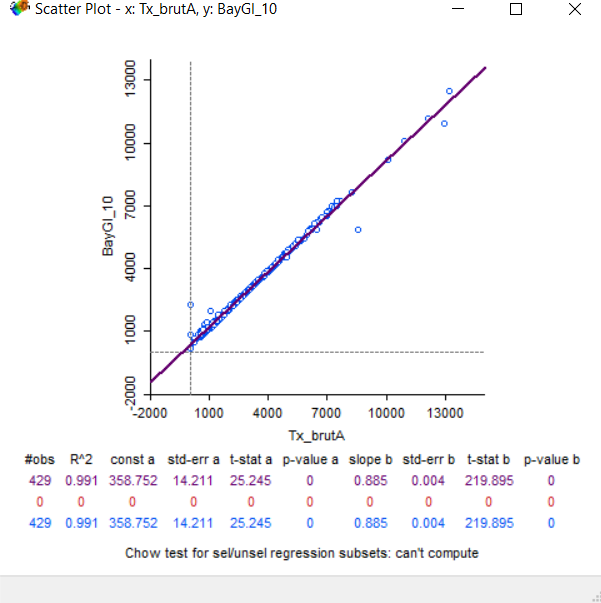 Scatter Plot - x: Tx_brutA, y: BayGl_10
13000
10000
7000
4000
1000
-2000
BayGl_10
-2000 1000 4000 7000 10000 13000
Tx_brutA
#obs R^2 const a std-err a t-stat a p-value a slope b std-err b t-stat b p-value b
429 0.991 358.752 14.211 25.245 0 0.885 0.004 219.895 0
0 0 0 0 0 0 0 0 0 0
429 0.991 358.752 14.211 25.245 0 0.885 0.004 219.895 0
Chow test for sel/unsel regression subsets: can't compute